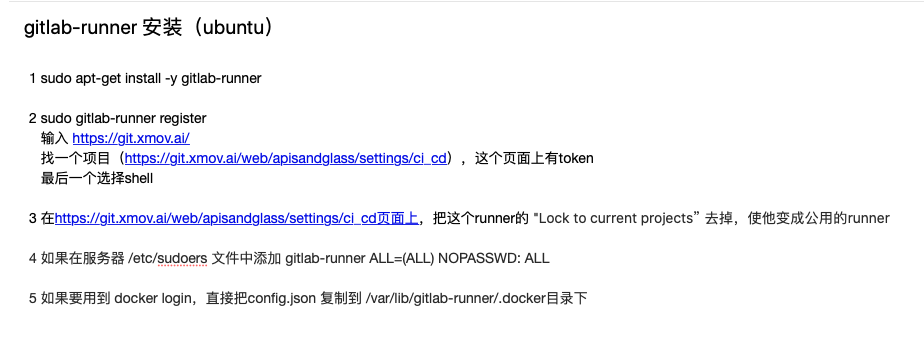 gitlab-runner 安装（ubuntu）
1 sudo apt-get install -y gitlab-runner
2 sudo gitlab-runner register
输入 https://git.xmov.ai/
找一个项目（https://git.xmov.ai/web/apisandglass/settings/ci_cd），这个页面上有token
最后一个选择shell
3 在https://git.xmov.ai/web/apisandglass/settings/ci_cd页面上，把这个runner的 "Lock to current projects” 去掉，使他变成公用的runner
4 如果在服务器 /etc/sudoers 文件中添加 gitlab-runner ALL=(ALL) NOPASSWD: ALL
5 如果要用到 docker login，直接把config.json 复制到 /var/lib/gitlab-runner/.docker目录下